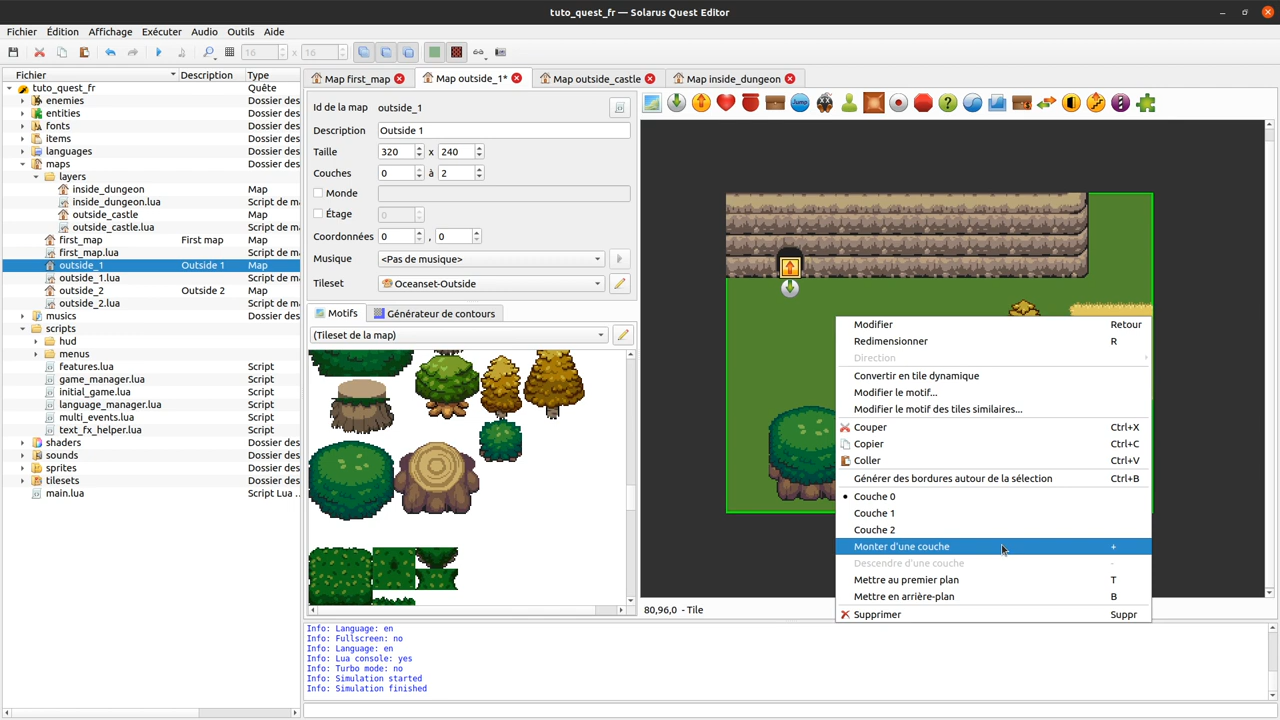 tuto_quest_fr — Solarus Quest Editor
Fichier Édition Affichage Exécuter Audio Outils Aide
16 x 16
Fichier Description Type
tuto_quest_fr Quête
enemies Dossier des
entities Dossier des
fonts Dossier des
items Dossier des
languages Dossier des
maps Dossier des
layers Dossier des
inside_dungeon Map
inside_dungeon.lua Script de m
outside_castle Map
outside_castle.lua Script de m
first_map First map Map
first_map.lua Script de m
outside_1 Outside 1 Map
outside_1.lua Script de m
outside_2 Outside 2 Map
outside_2.lua Script de m
musics Dossier des
scripts Dossier des
hud Dossier des
menus Dossier des
features.lua Script
game_manager.lua Script
initial_game.lua Script
language_manager.lua Script
multi_events.lua Script
text_fx_helper.lua Script
shaders Dossier des
sounds Dossier des
sprites Dossier des
tilesets Dossier des
main.lua Script Lua ..
Map first_map Map outside_1* Map outside_castle Map inside_dungeon
Id de la map outside_1
Description Outside 1
Taille 320 x 240
Couches 0 à 2
Monde
Étage 0
Coordonnées 0 , 0
Musique <Pas de musique>
Tileset Oceanset-Outside
Motifs Générateur de contours
(Tileset de la map)
Jump
Modifier Retour
Redimensionner R
Direction
Convertir en tile dynamique
Modifier le motif...
Modifier le motif des tiles similaires...
Couper Ctrl+X
Copier Ctrl+C
Coller Ctrl+V
Générer des bordures autour de la sélection Ctrl+B
Couche 0
Couche 1
Couche 2
Monter d'une couche +
Descendre d'une couche -
Mettre au premier plan T
Mettre en arrière-plan B
Supprimer Suppr
80,96,0 - Tile
Info: Language: en
Info: Fullscreen: no
Info: Language: en
Info: Lua console: yes
Info: Turbo mode: no
Info: Simulation started
Info: Simulation finished